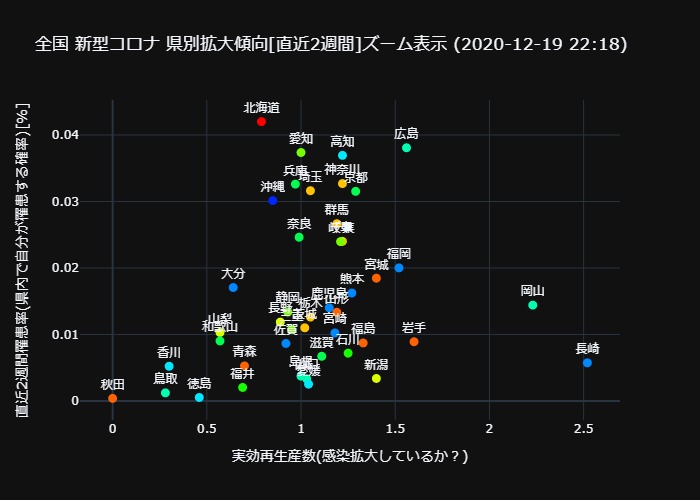 全国 新型コロナ 県別拡大傾向[直近2週間]ズーム表示 (2020-12-19 22:18)
直近2週間罹患率(県内で自分が罹患する確率)[%]
0.04
0.03
0.02
0.01
0
北海道
愛知
高知
広島
兵庫
埼玉
神奈川
京都
沖縄
群馬
奈良
千葉
福岡
宮城
大分
熊本
岡山
鹿児島
山形
静岡
栃木
長野
茨城
宮崎
山梨
和歌山
佐賀
福島
岩手
石川
滋賀
長崎
香川
青森
島根
愛媛
新潟
鳥取
徳島
福井
秋田
0
0.5
1
1.5
2
2.5
実効再生産数(感染拡大しているか？)